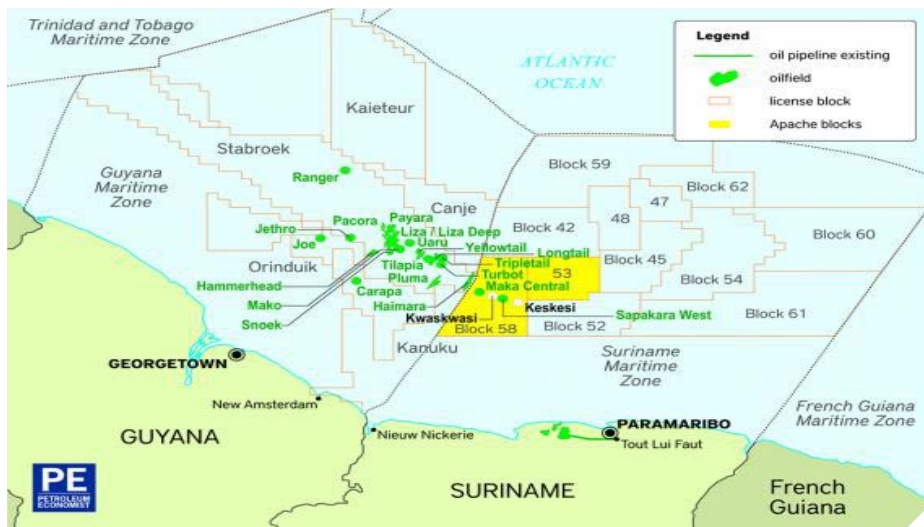 Trinidad and Tobago
Maritime Zone
ATLANTIC
OCEAN
Legend
oil pipeline existing
oilfield
license block
Apache blocks
Kaieteur
Stabroek
Guyana
Maritime
Zone
Ranger
Canje
Block 59
Block 62
47
48
Block 42
Block 60
Jethro
Pacora
Payara
Liza / Liza Deep
Joe
Uaru
Yellowtail
Longtail
Orinduik
Tilapia
Tripletail
53
Block 45
Hammerhead
Pluma
Turbot
Block 54
Mako
Carapa
Haimara
Maka Central
Snoek
Kwaskwasi
Keskesi
Sapakara West
Block 61
Block 58
Block 52
Kanuku
GEORGETOWN
Suriname
Maritime
Zone
New Amsterdam
French Guiana
Maritime Zone
GUYANA
Nieuw Nickerie
PARAMARIBO
Tout Lui Faut
PE
PETROLEUM
ECONOMIST
SURINAME
French
Guiana